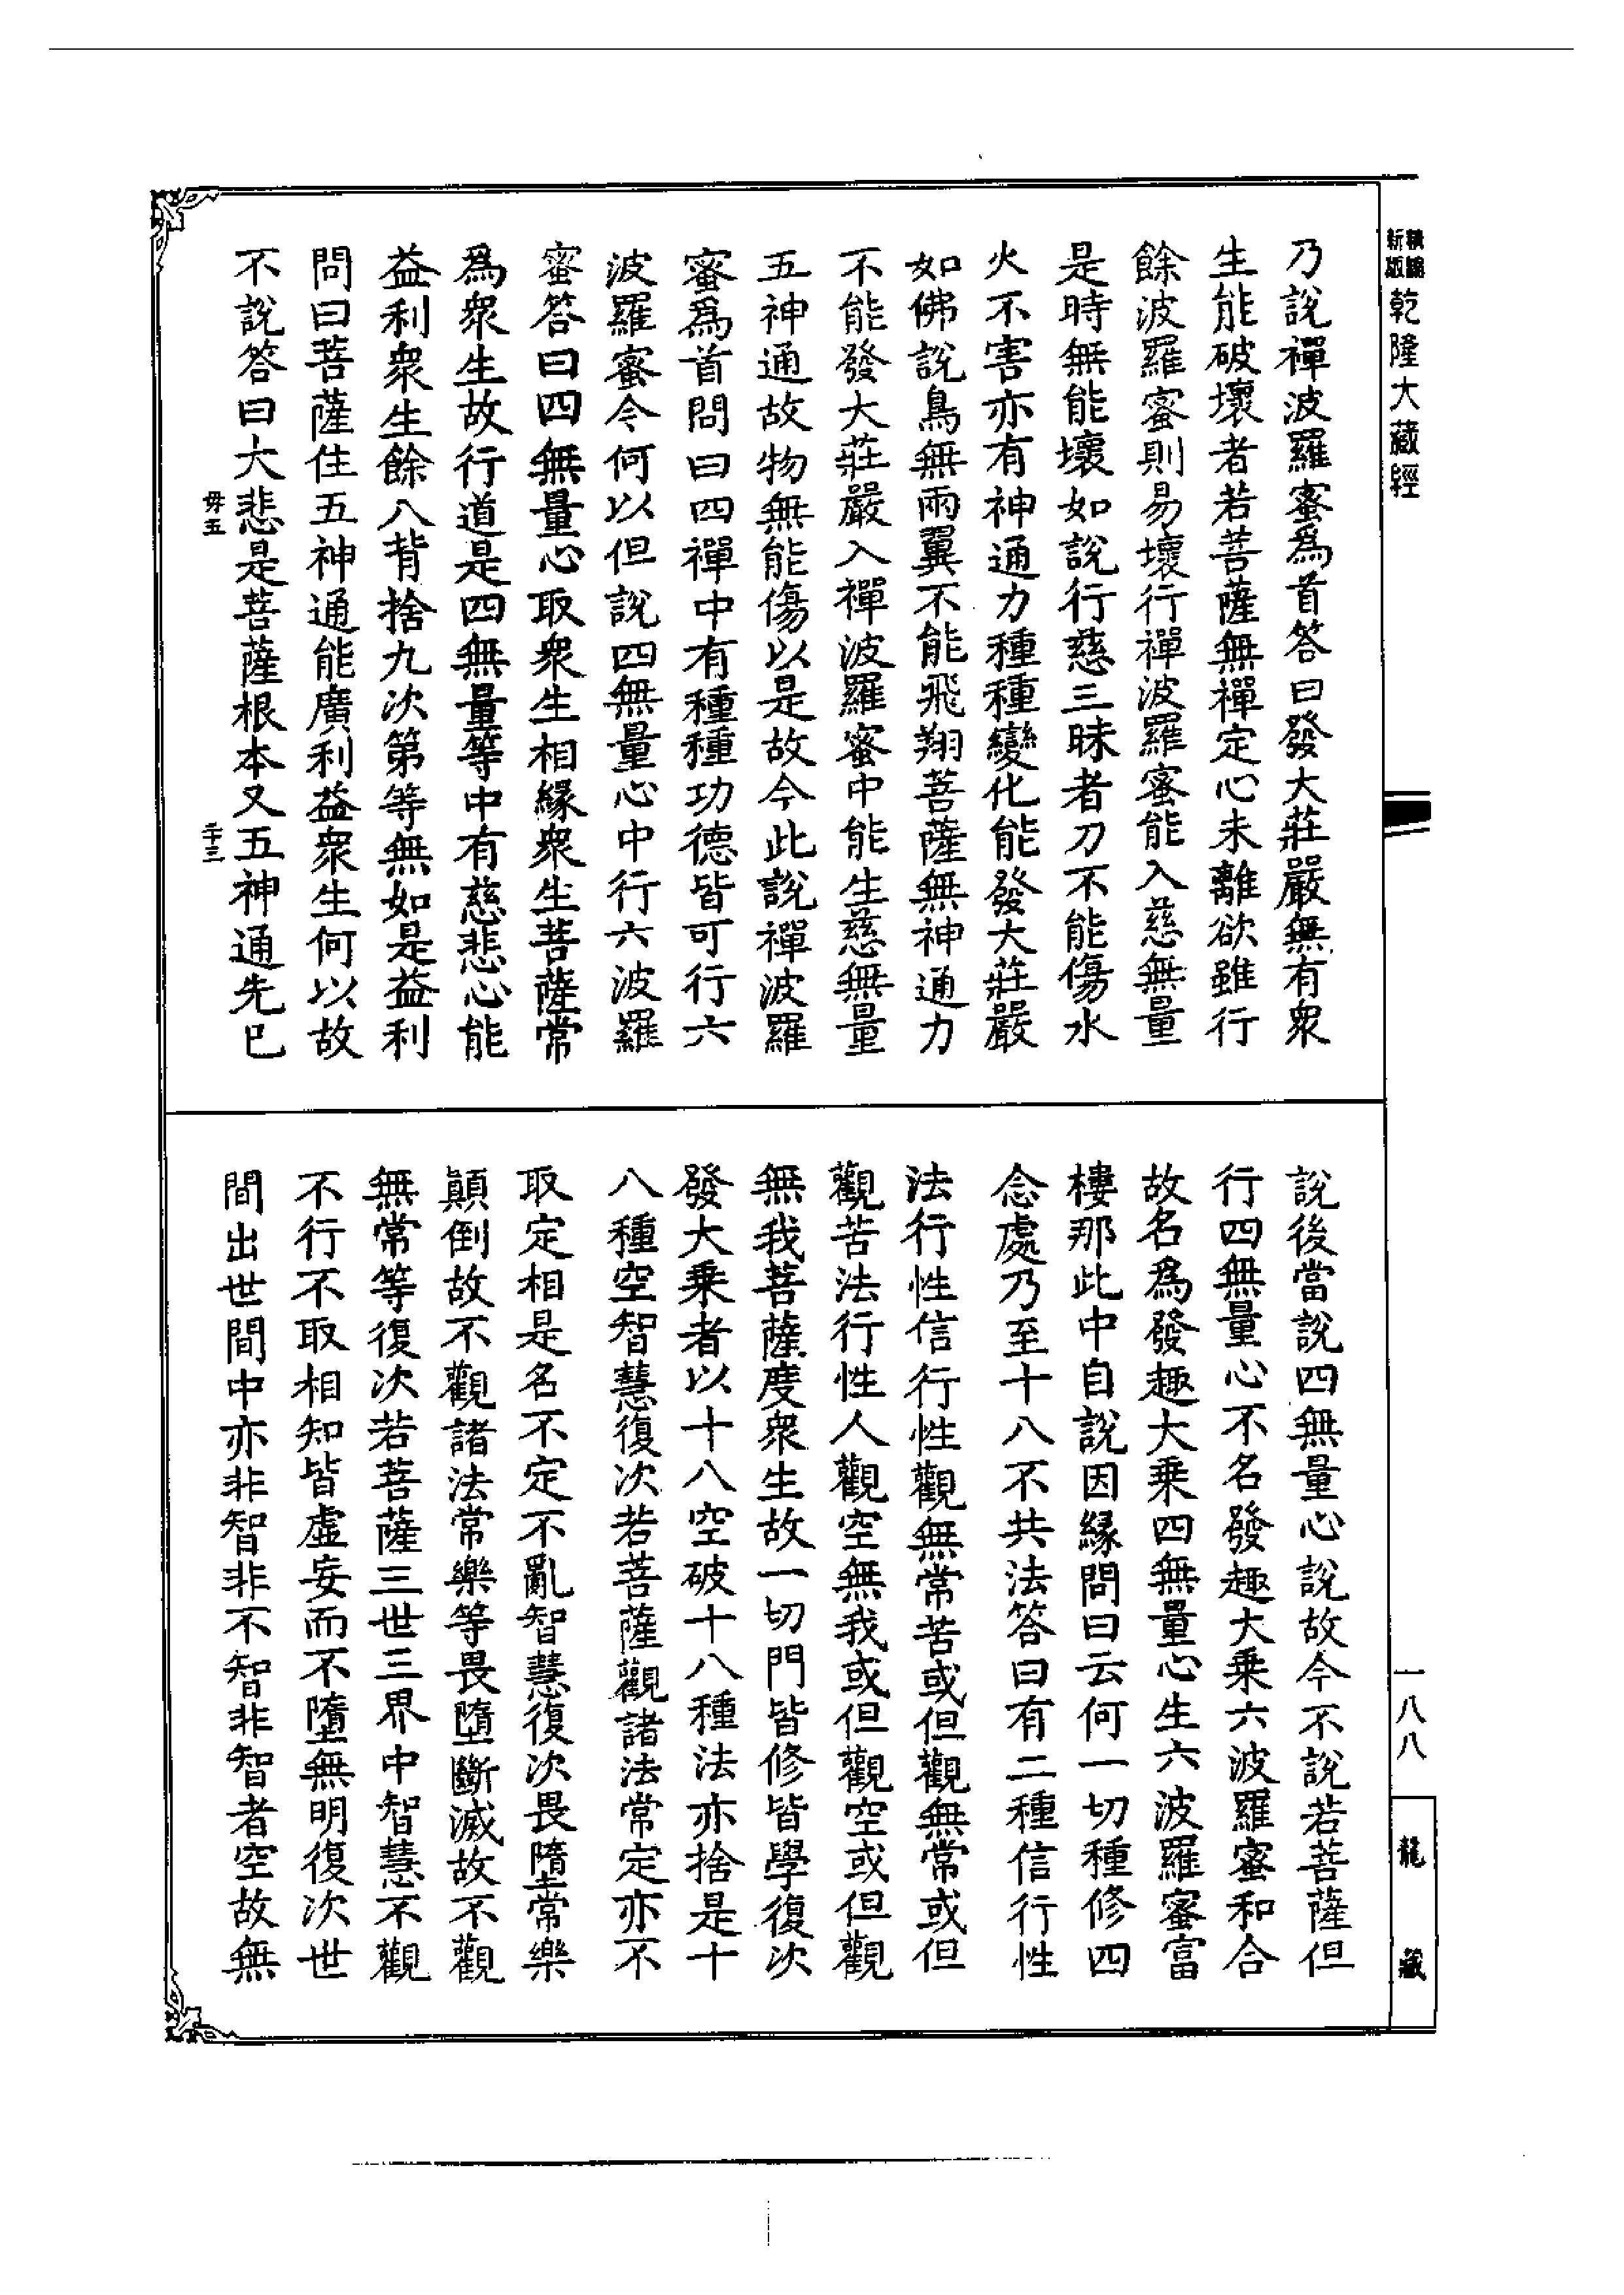 新編縮版乾隆大藏經
乃說禪波羅蜜爲首答曰發大莊嚴無有衆
生能破壞者若菩薩無禪定心未離欲雖行
餘波羅蜜則易壞行禪波羅蜜能入慈無量
是時無能壞如說行慈三昧者刀不能傷水
火不害亦有神通力種種變化能發大莊嚴
如佛說鳥無兩翼不能飛翔菩薩無神通力
不能發大莊嚴入禪波羅蜜中能生慈無量
五神通故物無能傷以是故今此說禪波羅
蜜爲首問曰四禪中有種種功德皆可行六
波羅蜜今何以但說四無量心中行六波羅
蜜答曰四無量心取衆生相緣衆生菩薩常
爲衆生故行道是四無量等中有慈悲心能
益利衆生餘八背捨九次第等無如是益利
問曰菩薩住五神通能廣利益衆生何以故
不說答曰大悲是菩薩根本又五神通先已
毋五
二十三
說後當說四無量心說故今不說若菩薩但
行四無量心不名發趣大乘六波羅蜜和合
故名爲發趣大乘四無量心生六波羅蜜富
樓那此中自說因緣問曰云何一切種修四
念處乃至十八不共法答曰有二種信行性
法行性信行性觀無常苦或但觀無常或但
觀苦法行性人觀空無我或但觀空或但觀
無我菩薩度衆生故一切門皆修皆學復次
發大乘者以十八空破十八種法亦捨是十
八種空智慧復次若菩薩觀諸法常定亦不
取定相是名不定不亂智慧復次畏墮常樂
顛倒故不觀諸法常樂等畏墮斷滅故不觀
無常等復次若菩薩三世三界中智慧不觀
不行不取相知皆虛妄而不墮無明復次世
間出世間中亦非智非不智非智者空故無
一八八
龍藏